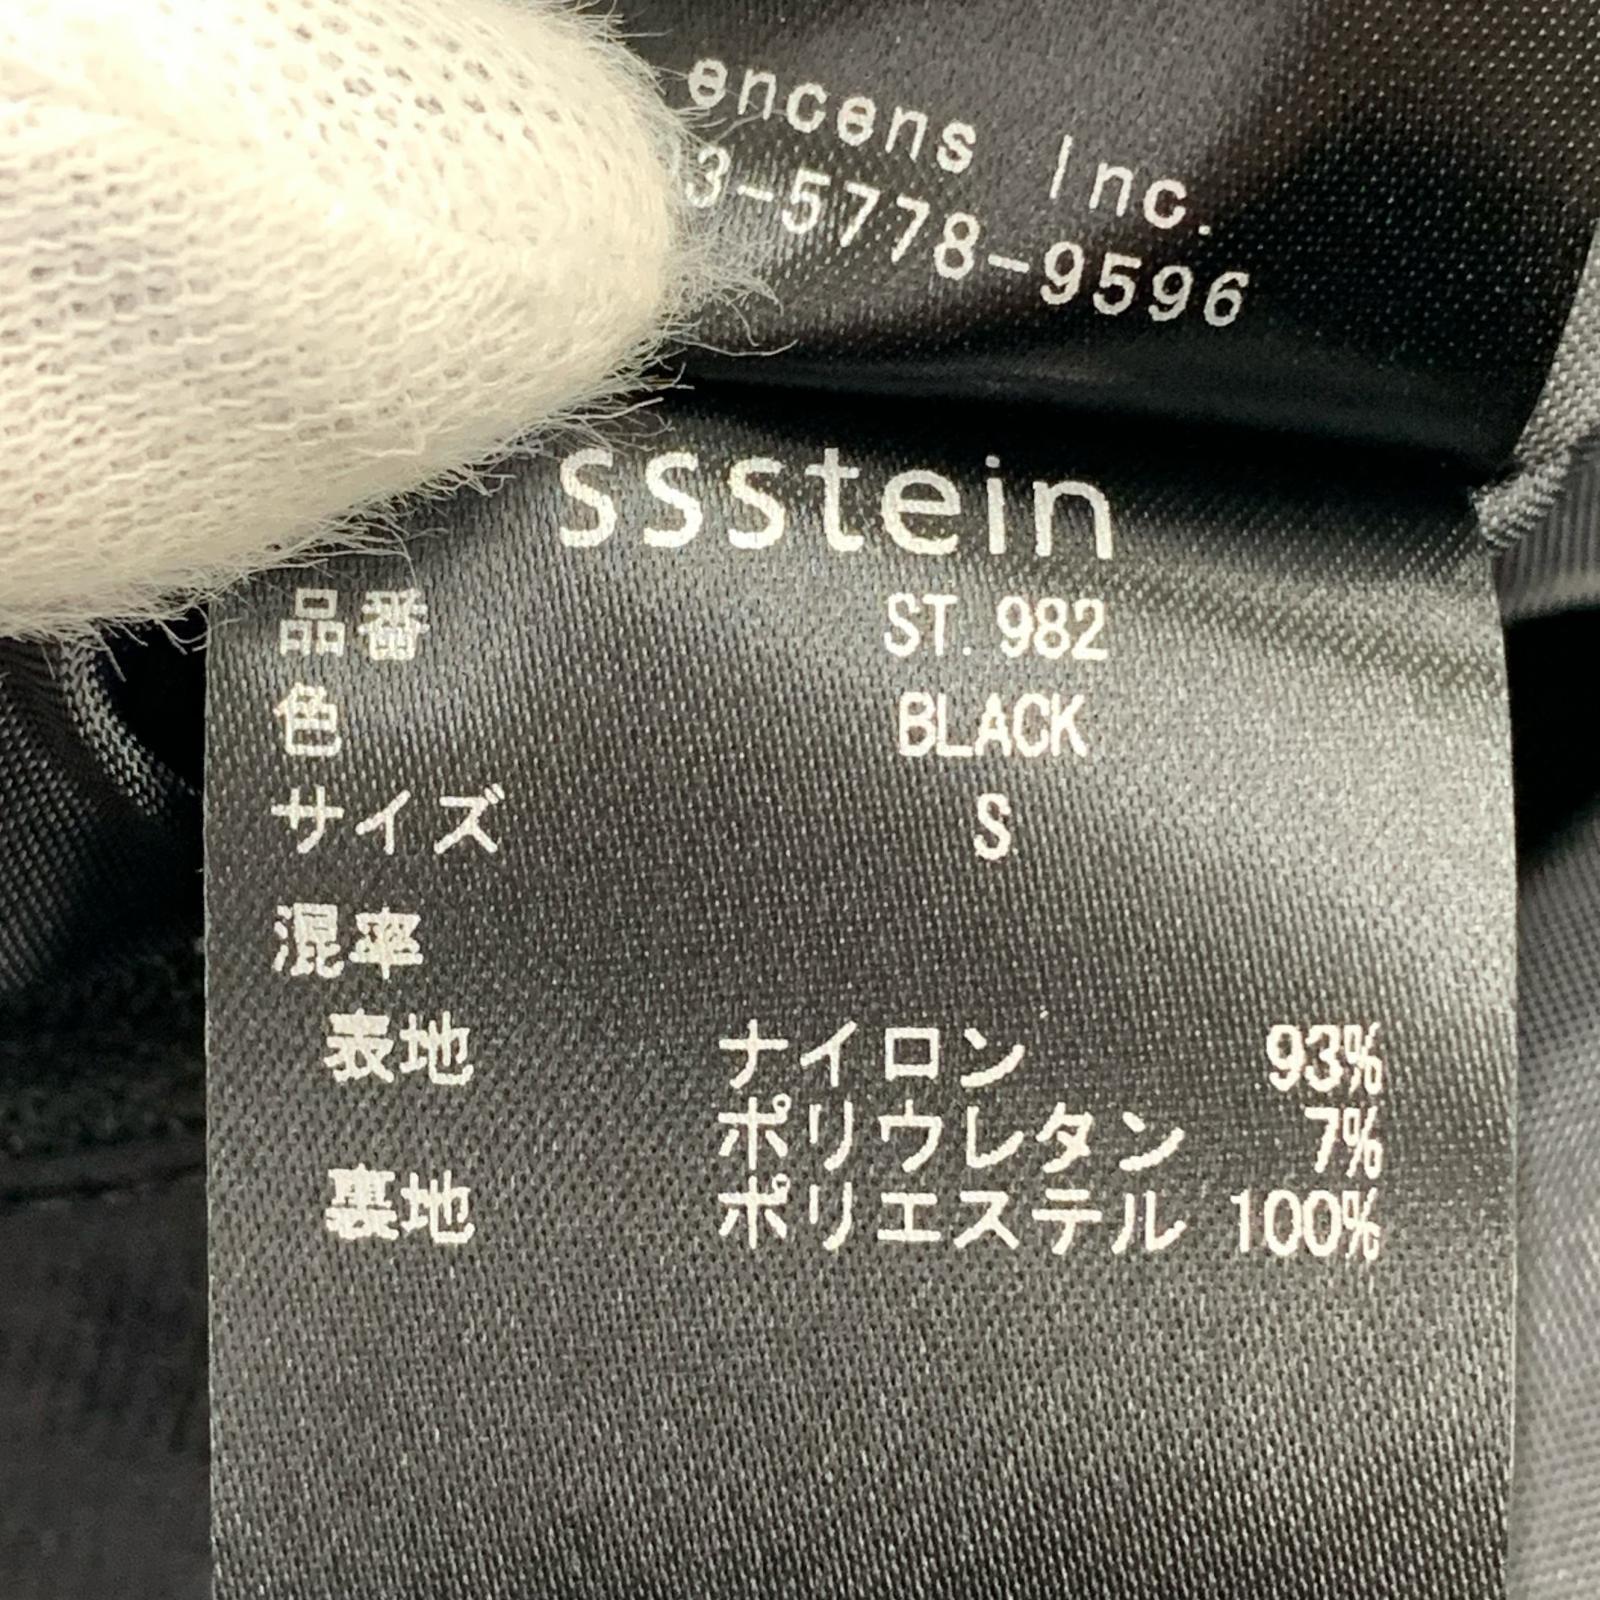 encens Inc.
3-5778-9596
ssstein
品番 ST. 982
色 BLACK
サイズ S
混率
表地 ナイロン 93%
ポリウレタン 7%
裏地 ポリエステル 100%